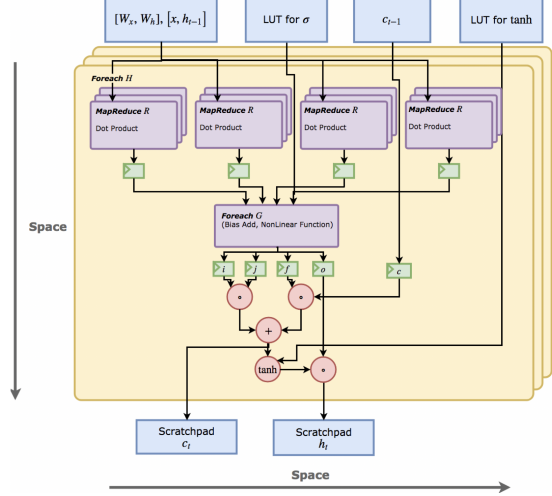 [W_x, W_h], [x, h_{t-1}]
LUT for σ
c_{t-1}
LUT for tanh
Foreach H
MapReduce R
Dot Product
MapReduce R
Dot Product
MapReduce R
Dot Product
MapReduce R
Dot Product
Space
Foreach G
(Bias Add, NonLinear Function)
i
j
f
o
c
∘
∘
+
tanh
∘
Scratchpad
c_t
Scratchpad
h_t
Space